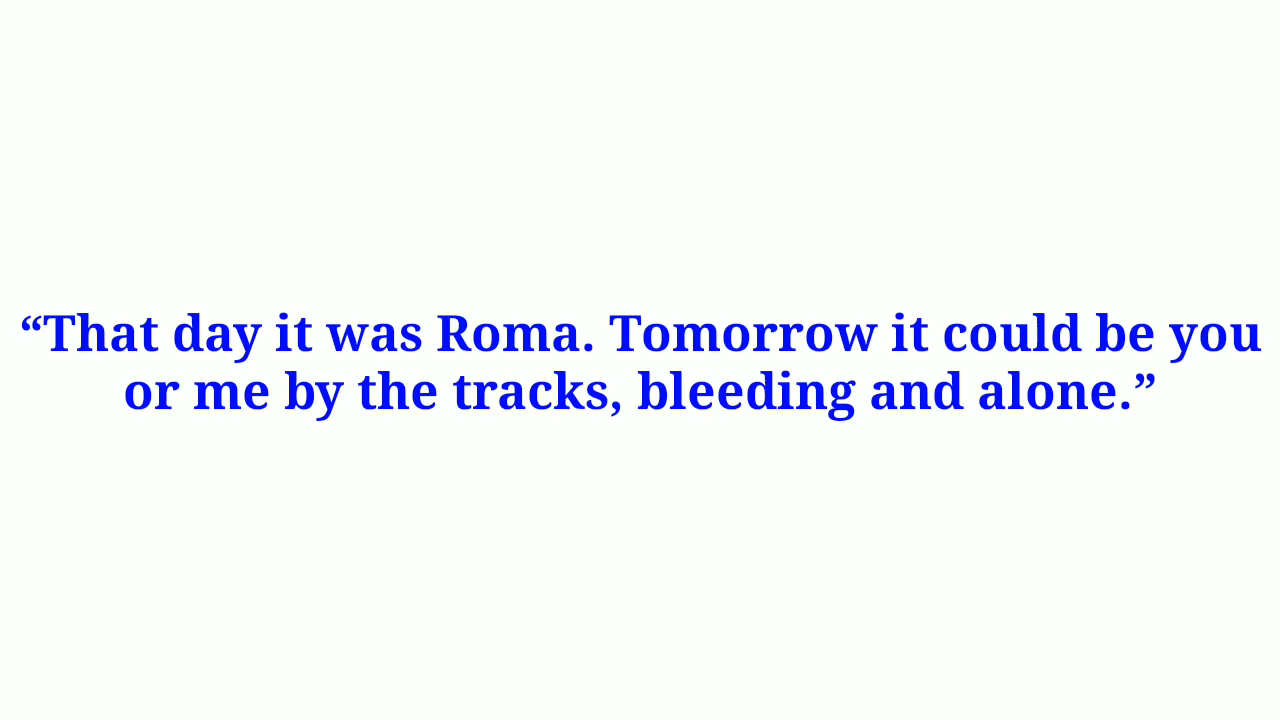 “That day it was Roma. Tomorrow it could be you
or me by the tracks, bleeding and alone.”